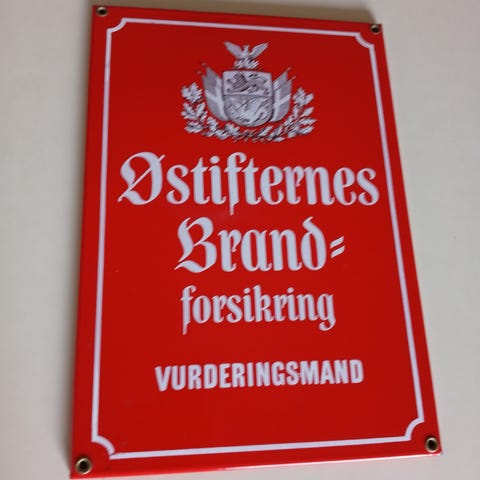 Østifternes
Brand-
forsikring
VURDERINGSMAND